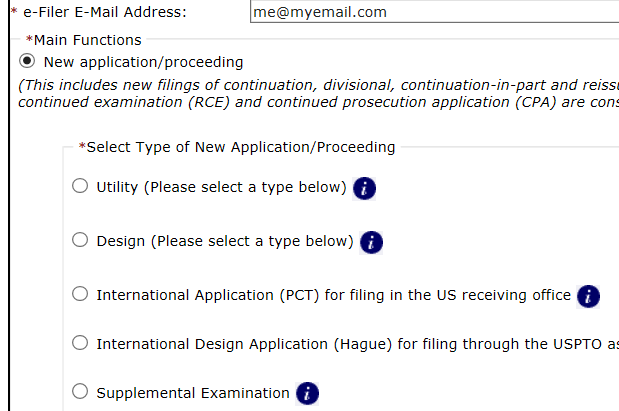 * e-Filer E-Mail Address: me@myemail.com
*Main Functions
New application/proceeding
(This includes new filings of continuation, divisional, continuation-in-part and
continued examination (RCE) and continued prosecution application (CPA) are
*Select Type of New Application/Proceeding
Utility (Please select a type below) i
Design (Please select a type below) i
International Application (PCT) for filing in the US receiving office i
International Design Application (Hague) for filing through the USPTO
Supplemental Examination i